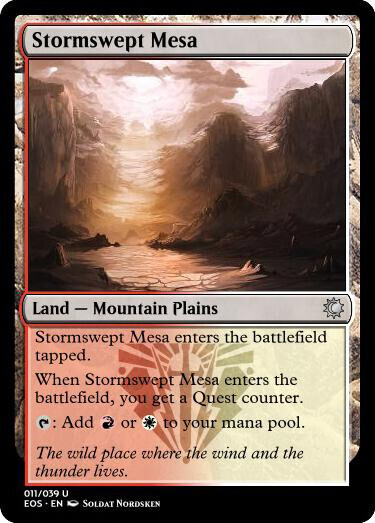 Stormswept Mesa
Land — Mountain Plains
Stormswept Mesa enters the battlefield
tapped.
When Stormswept Mesa enters the
battlefield, you get a Quest counter.
: Add or to your mana pool.
The wild place where the wind and the
thunder lives.
011/039 U
EOS • EN Soldat Nordsken